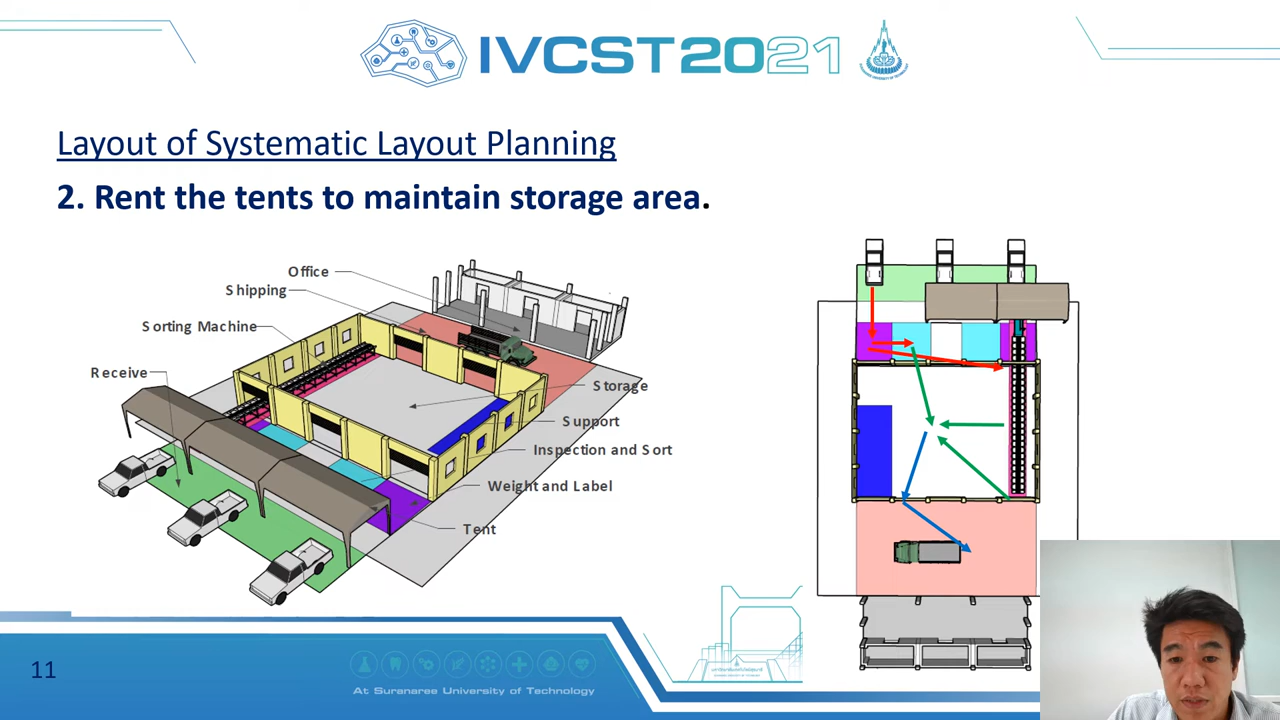 IVCST2021
Layout of Systematic Layout Planning
2. Rent the tents to maintain storage area.
Office
Shipping
Sorting Machine
Receive
Storage
Support
Inspection and Sort
Weight and Label
Tent
11
At Suranaree University of Technology